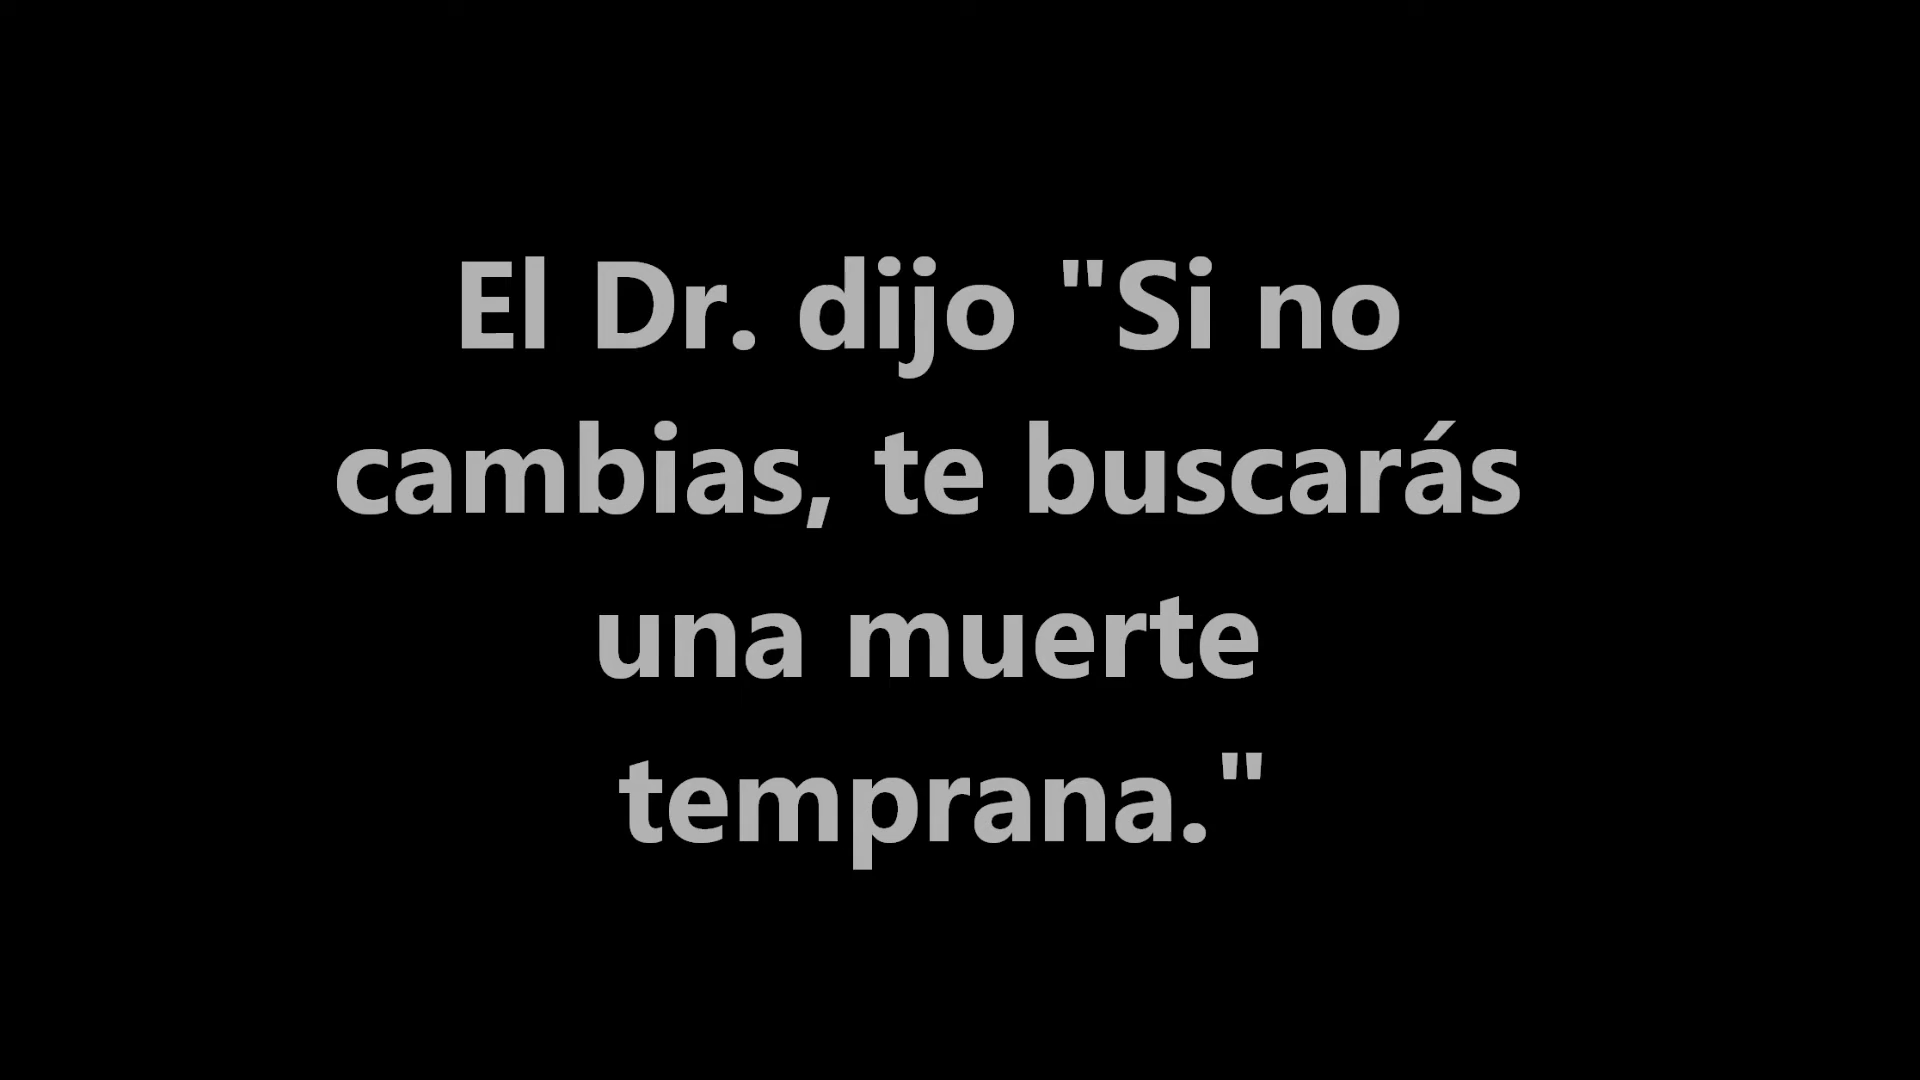 El Dr. dijo "Si no
cambias, te buscarás
una muerte
temprana."